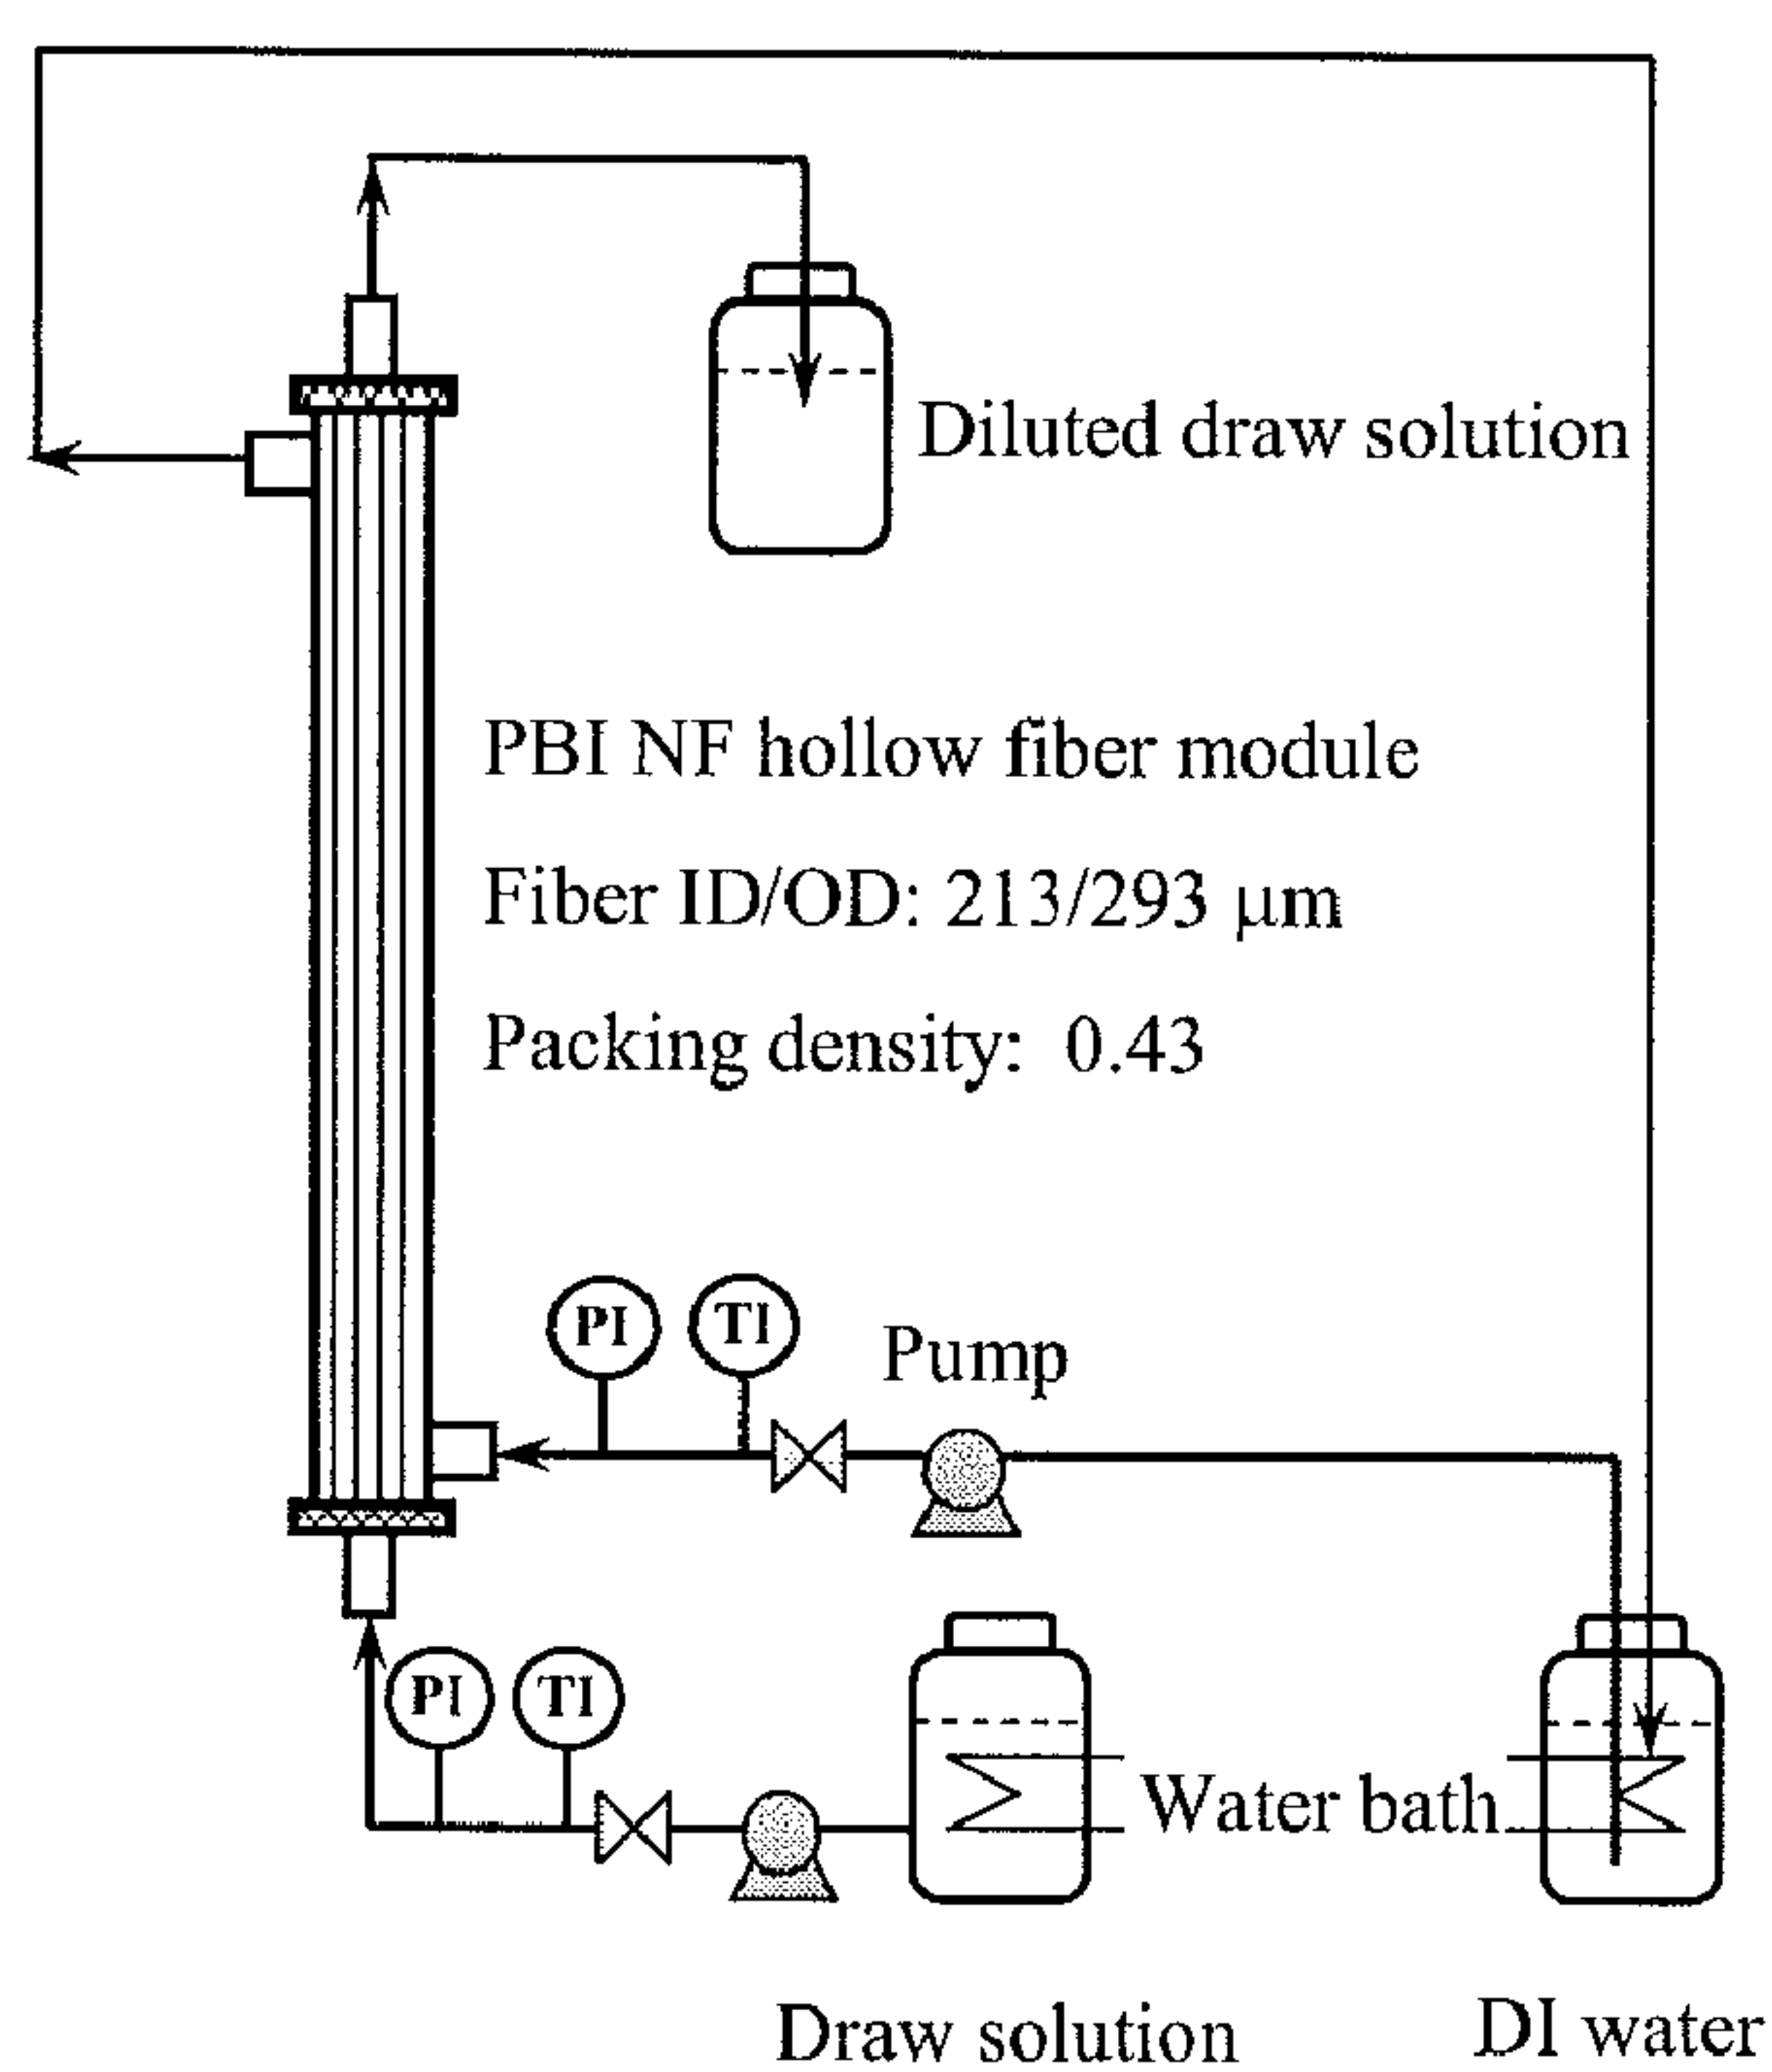 Diluted draw solution
PBI NF hollow fiber module
Fiber ID/OD: 213/293 μm
Packing density: 0.43
PI
TI
Pump
PI
TI
Water bath
Draw solution
DI water